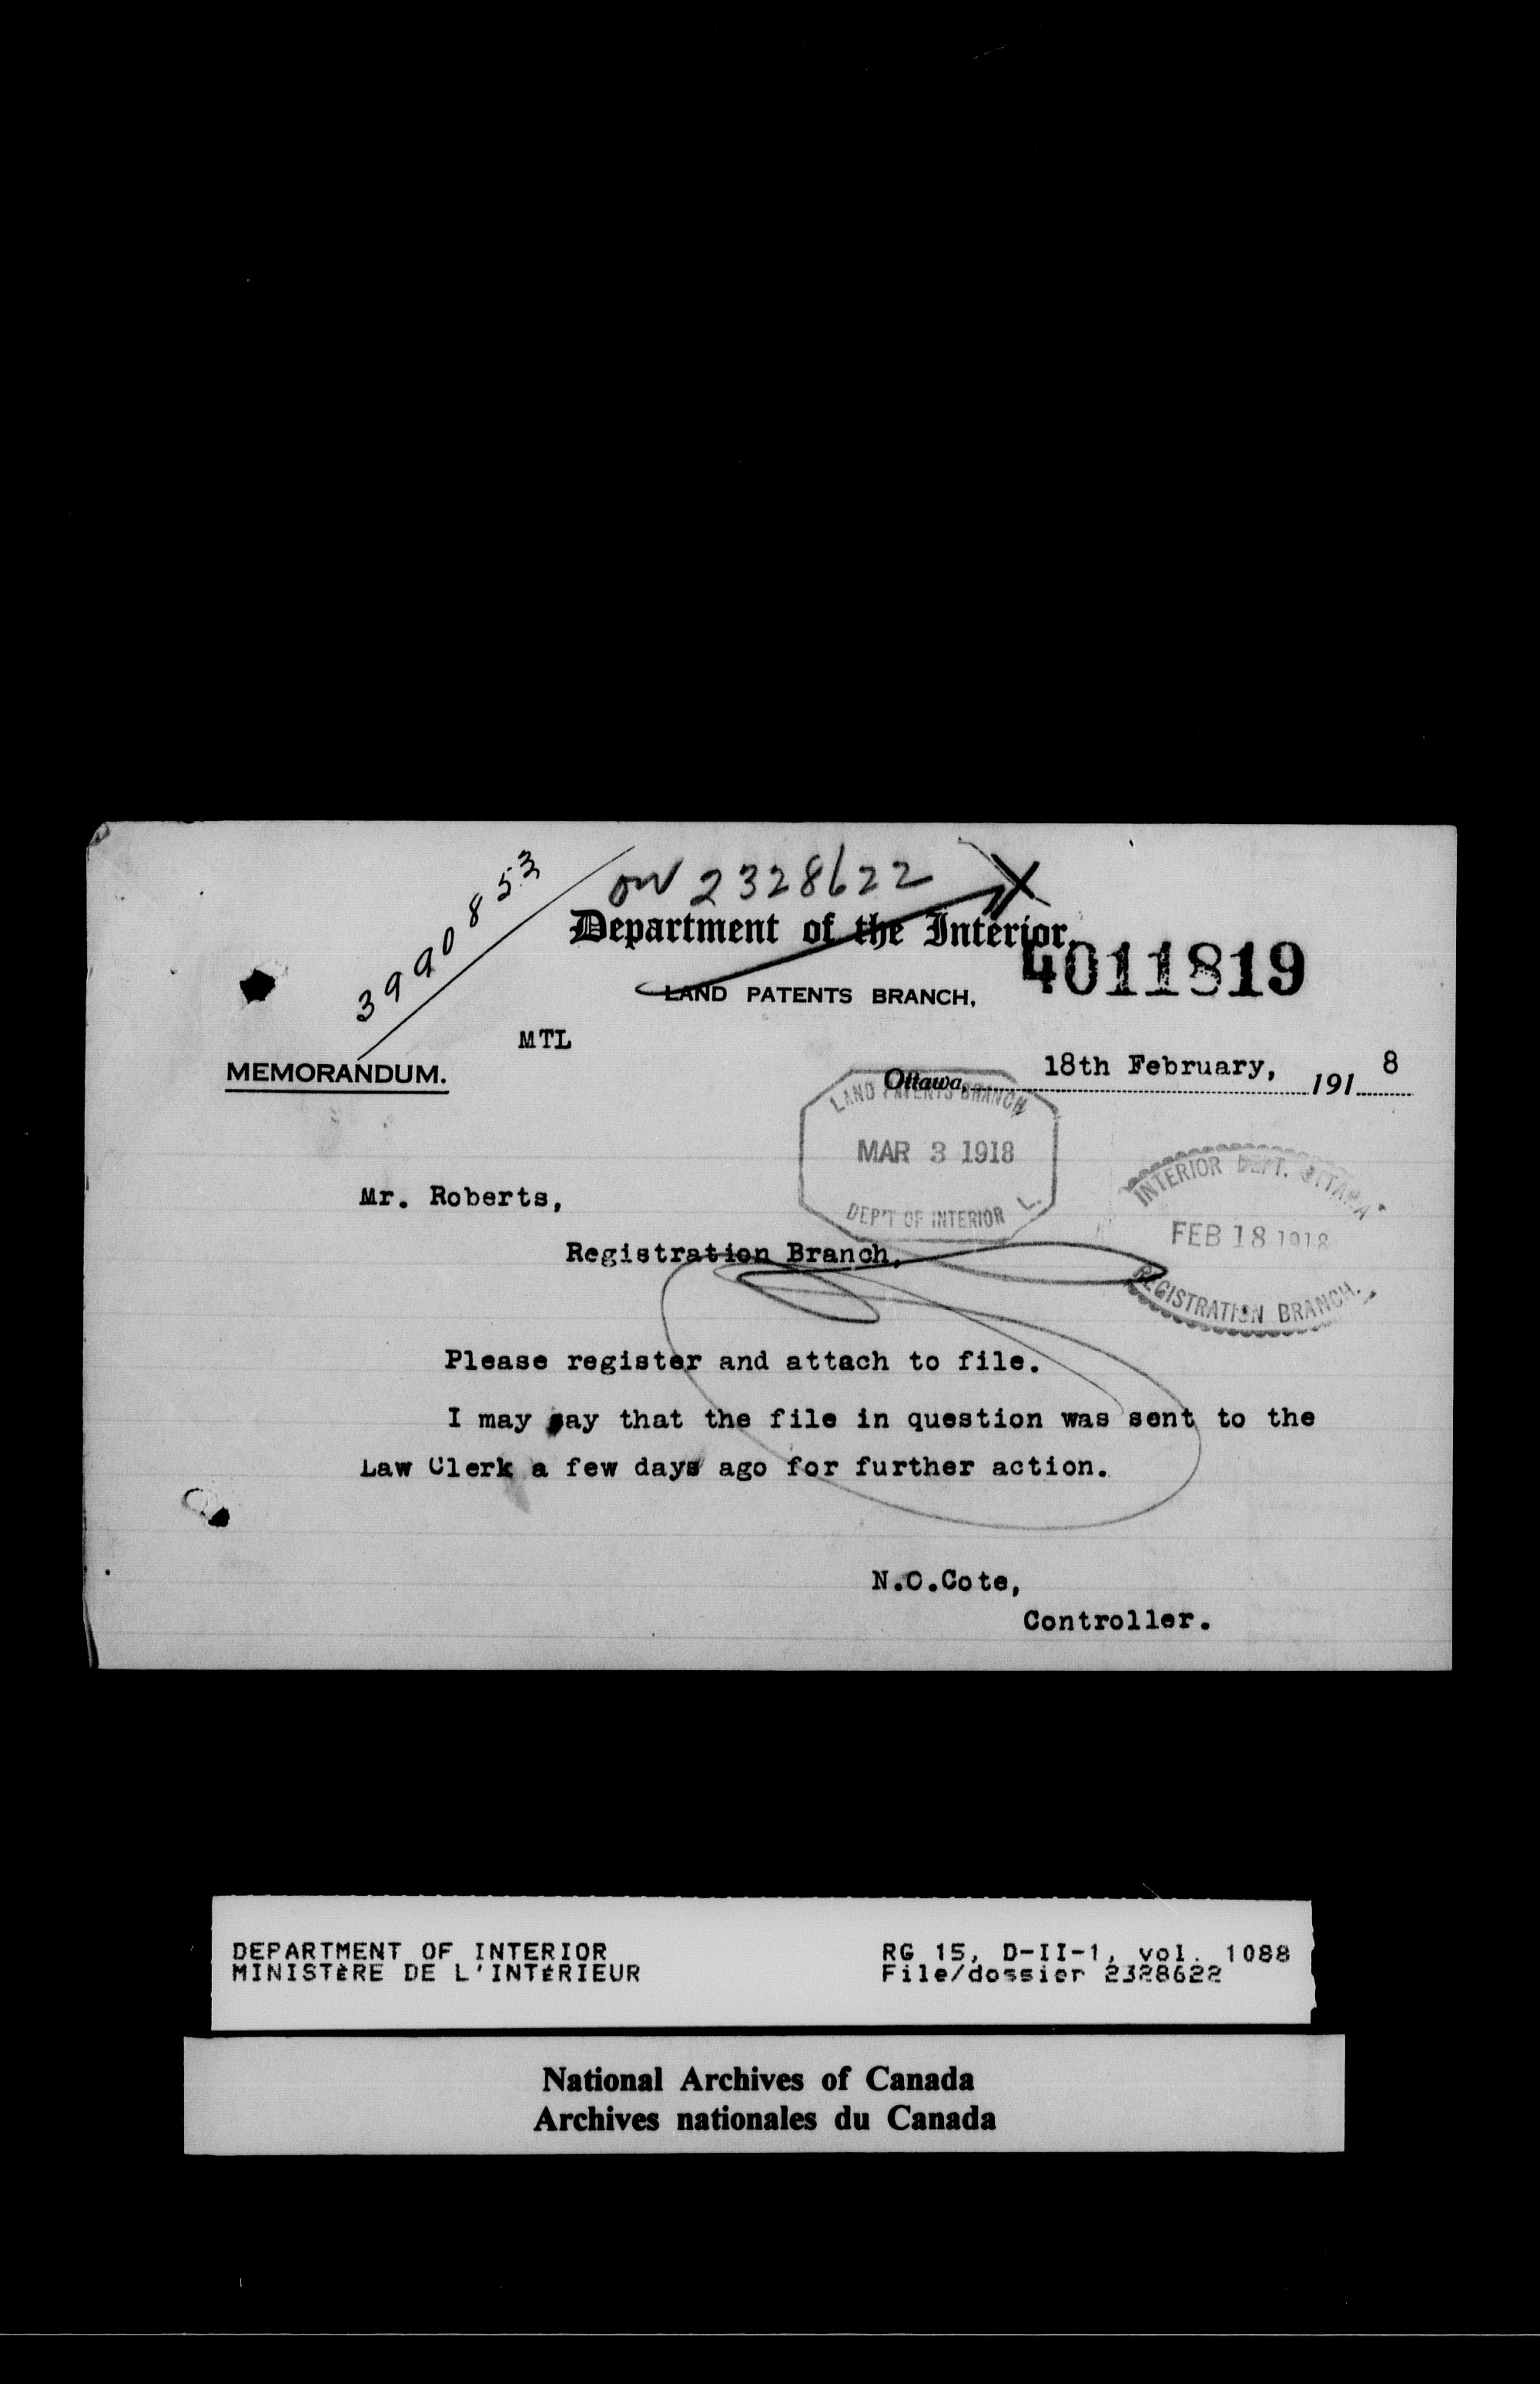 3990853
on 2328622 X
Department of the Interior,
4011819
LAND PATENTS BRANCH,
MTL
MEMORANDUM.
Ottawa, 18th February, 1918
LAND PATENTS BRANCH
MAR 3 1918
DEP'T OF INTERIOR
L.
INTERIOR DEPT. OTTAWA
FEB 18 1918
REGISTRATION BRANCH.
Mr. Roberts,
Registration Branch,
Please register and attach to file.
I may say that the file in question was sent to the
Law Clerk a few days ago for further action.
N.O.Cote,
Controller.
DEPARTMENT OF INTERIOR
MINISTÈRE DE L'INTÉRIEUR
RG 15, D-II-1, vol. 1088
File/dossier 2328622
National Archives of Canada
Archives nationales du Canada